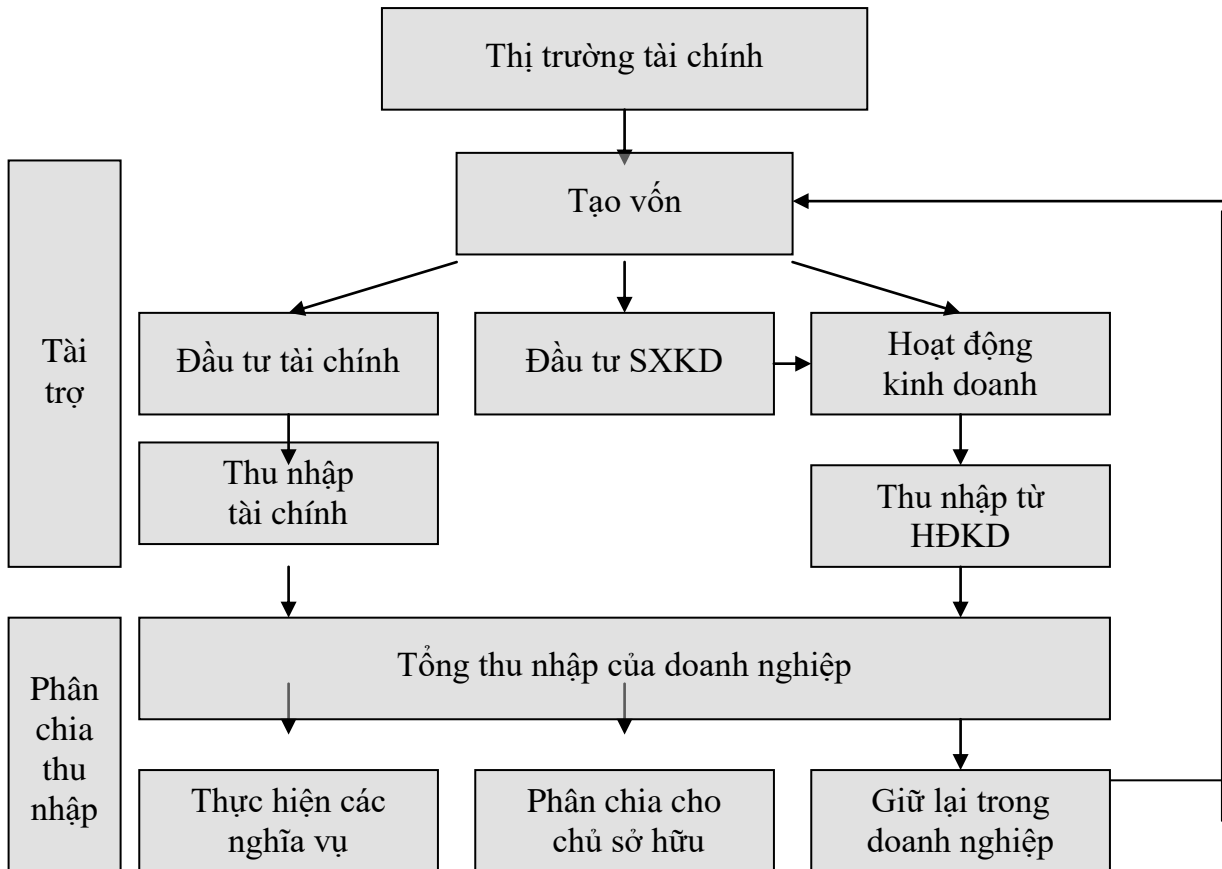 Thị trường tài chính
Tạo vốn
Tài
trợ
Đầu tư tài chính
Đầu tư SXKD
Hoạt động
kinh doanh
Thu nhập
tài chính
Thu nhập từ
HĐKD
Phân
chia
thu
nhập
Tổng thu nhập của doanh nghiệp
Thực hiện các
nghĩa vụ
Phân chia cho
chủ sở hữu
Giữ lại trong
doanh nghiệp